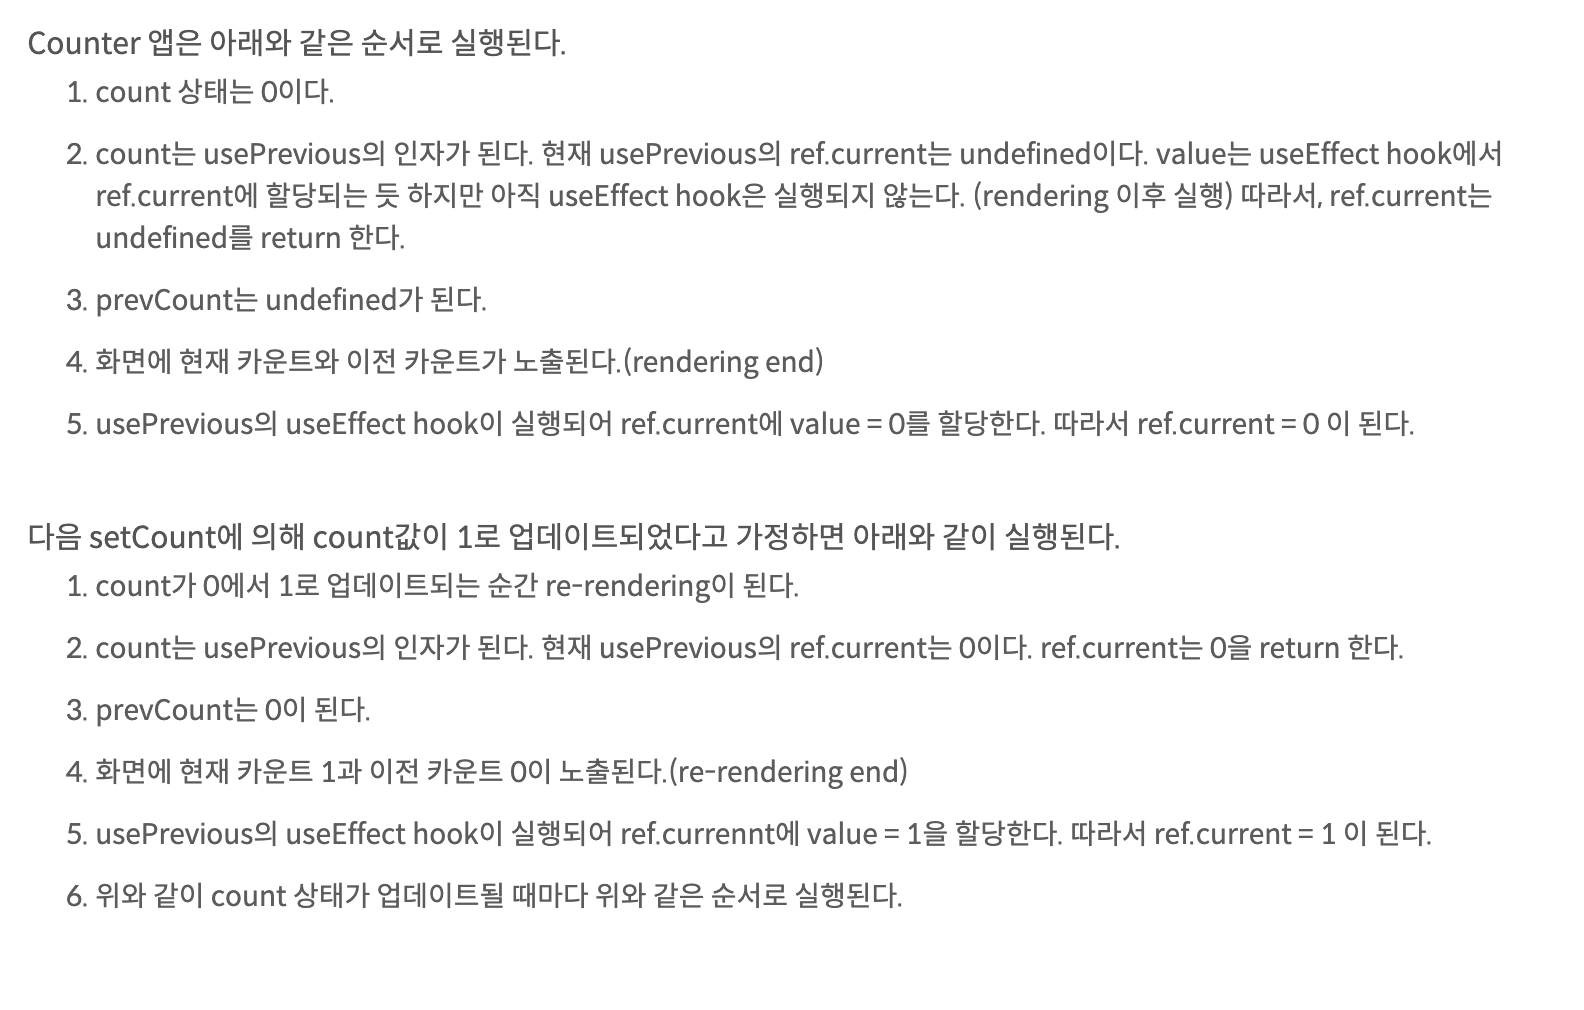 Counter 앱은 아래와 같은 순서로 실행된다.
1. count 상태는 0이다.
2. count는 usePrevious의 인자가 된다. 현재 usePrevious의 ref.current는 undefined이다. value는 useEffect hook에서
ref.current에 할당되는 듯 하지만 아직 useEffect hook은 실행되지 않는다. (rendering 이후 실행) 따라서, ref.current는
undefined를 return 한다.
3. prevCount는 undefined가 된다.
4. 화면에 현재 카운트와 이전 카운트가 노출된다.(rendering end)
5. usePrevious의 useEffect hook이 실행되어 ref.current에 value = 0를 할당한다. 따라서 ref.current = 0 이 된다.
다음 setCount에 의해 count값이 1로 업데이트되었다고 가정하면 아래와 같이 실행된다.
1. count가 0에서 1로 업데이트되는 순간 re-rendering이 된다.
2. count는 usePrevious의 인자가 된다. 현재 usePrevious의 ref.current는 0이다. ref.current는 0을 return 한다.
3. prevCount는 0이 된다.
4. 화면에 현재 카운트 1과 이전 카운트 0이 노출된다.(re-rendering end)
5. usePrevious의 useEffect hook이 실행되어 ref.currennt에 value = 1을 할당한다. 따라서 ref.current = 1 이 된다.
6. 위와 같이 count 상태가 업데이트될 때마다 위와 같은 순서로 실행된다.